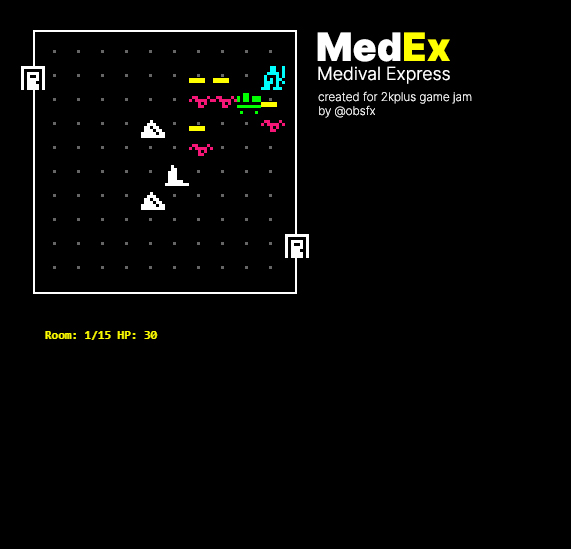 MedEx
Medival Express
created for 2kplus game jam
by @obsfx
Room: 1/15 HP: 30